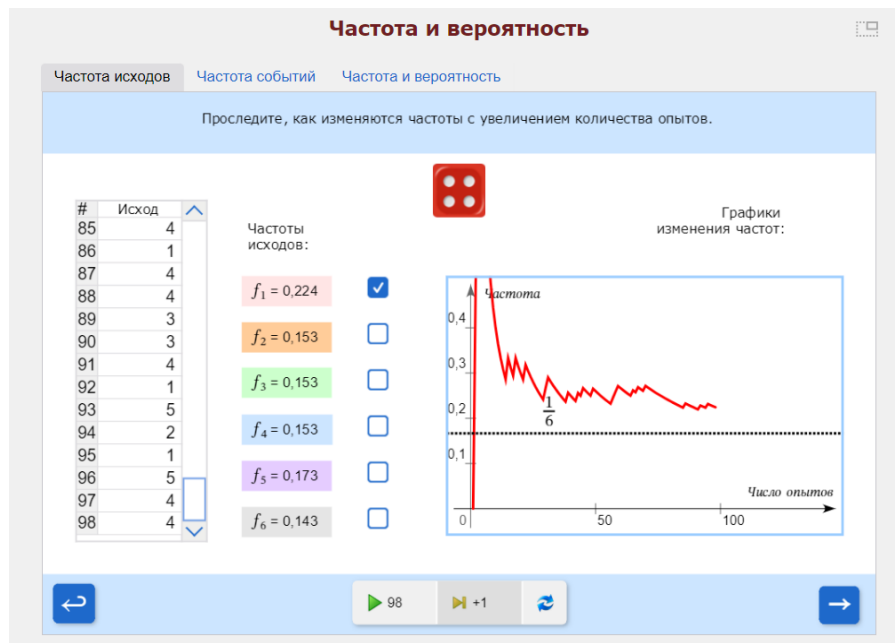 Частота и вероятность
Частота исходов Частота событий Частота и вероятность
Проследите, как изменяются частоты с увеличением количества опытов.
# Исход
85 4
86 1
87 4
88 4
89 3
90 3
91 4
92 1
93 5
94 2
95 1
96 5
97 4
98 4
Частоты
исходов:
f₁ = 0,224
f₂ = 0,153
f₃ = 0,153
f₄ = 0,153
f₅ = 0,173
f₆ = 0,143
Графики
изменения частот:
Частота
0,4
0,3
0,2
1
6
0,1
Число опытов
0 50 100
98 +1